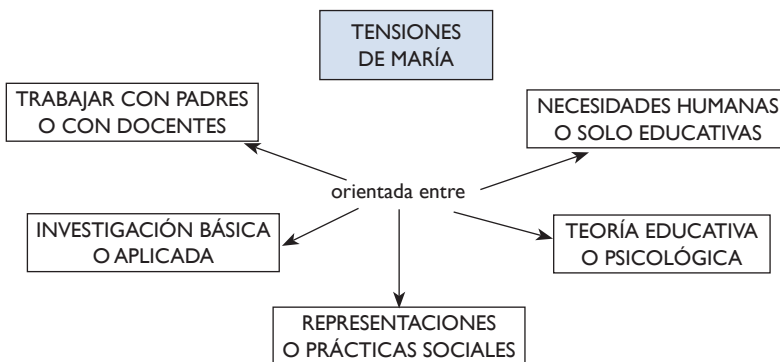 TENSIONES
DE MARÍA
TRABAJAR CON PADRES
O CON DOCENTES
NECESIDADES HUMANAS
O SOLO EDUCATIVAS
orientada entre
INVESTIGACIÓN BÁSICA
O APLICADA
TEORÍA EDUCATIVA
O PSICOLÓGICA
REPRESENTACIONES
O PRÁCTICAS SOCIALES